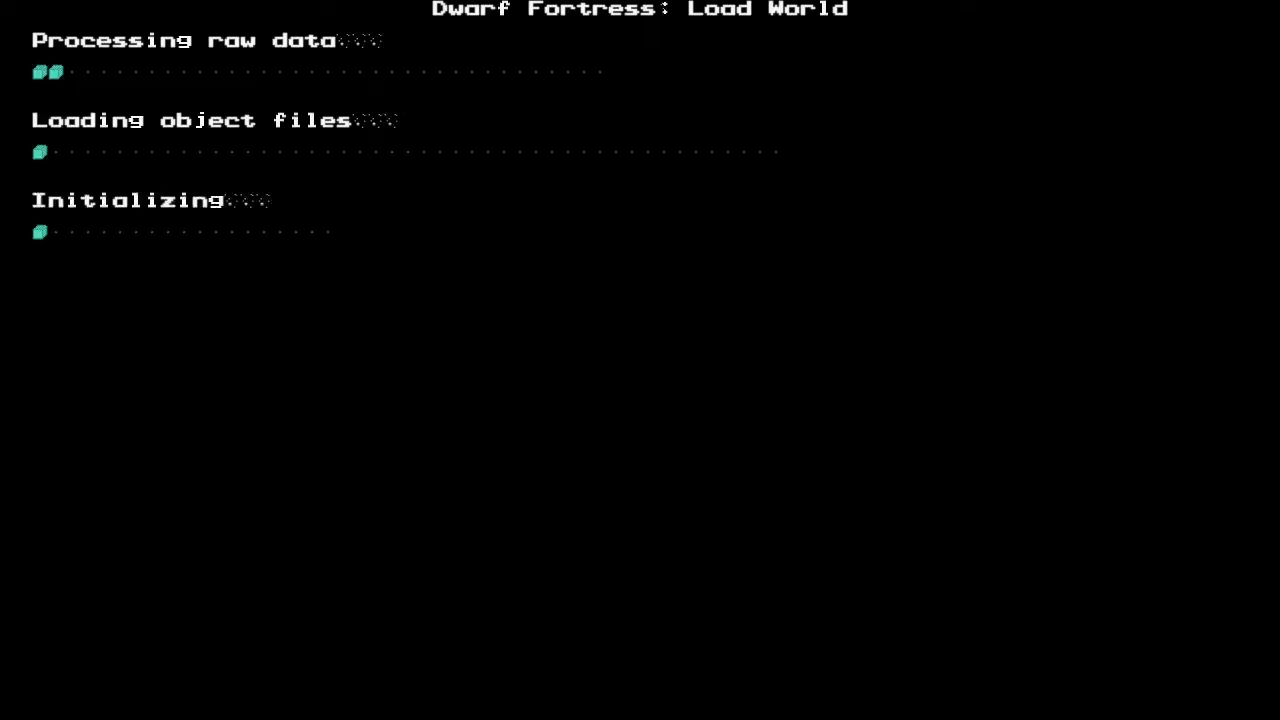 Dwarf Fortress: Load World
Processing raw data...
Loading object files...
Initializing...